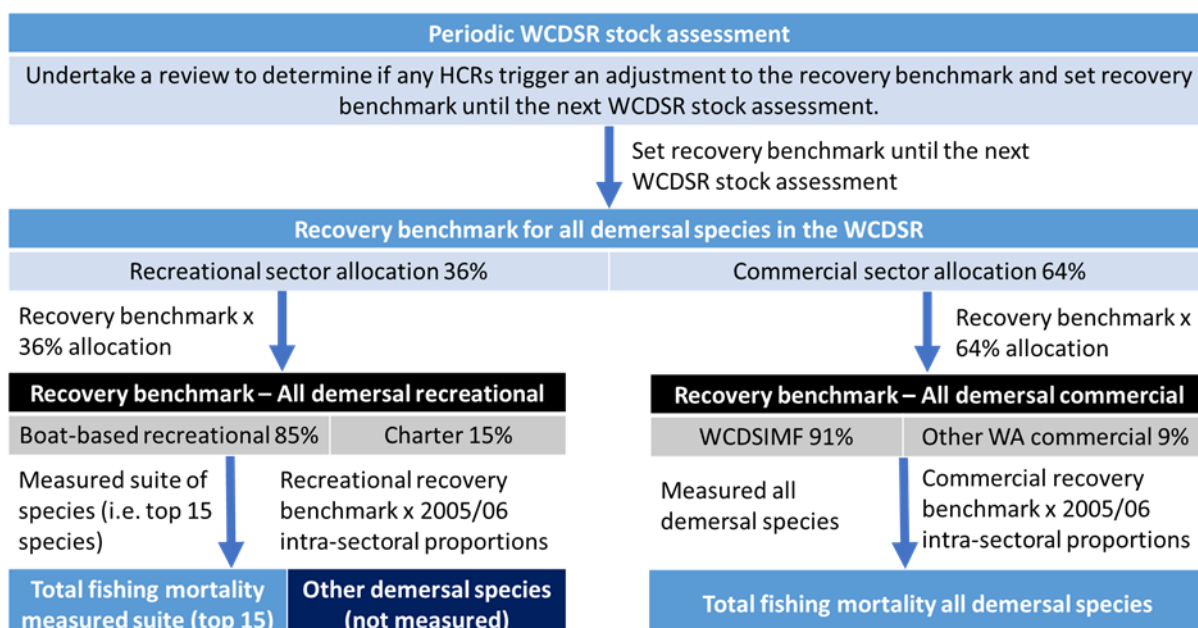 Periodic WCDSR stock assessment
Undertake a review to determine if any HCRs trigger an adjustment to the recovery benchmark and set recovery
benchmark until the next WCDSR stock assessment.
Set recovery benchmark until the next
WCDSR stock assessment
Recovery benchmark for all demersal species in the WCDSR
Recreational sector allocation 36%
Commercial sector allocation 64%
Recovery benchmark x
36% allocation
Recovery benchmark x
64% allocation
Recovery benchmark – All demersal recreational
Boat-based recreational 85%
Charter 15%
Recovery benchmark – All demersal commercial
WCDSIMF 91%
Other WA commercial 9%
Measured suite of
species (i.e. top 15
species)
Recreational recovery
benchmark x 2005/06
intra-sectoral proportions
Measured all
demersal species
Commercial recovery
benchmark x 2005/06
intra-sectoral proportions
Total fishing mortality
measured suite (top 15)
Other demersal species
(not measured)
Total fishing mortality all demersal species